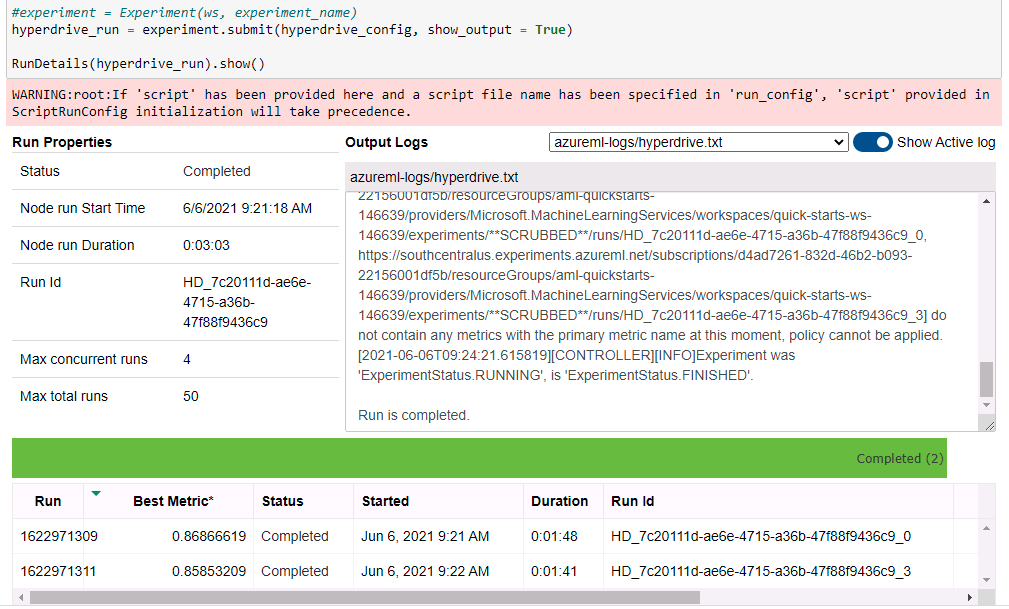 #experiment = Experiment(ws, experiment_name)
hyperdrive_run = experiment.submit(hyperdrive_config, show_output = True)
RunDetails(hyperdrive_run).show()
WARNING:root:If 'script' has been provided here and a script file name has been specified in 'run_config', 'script' provided in
ScriptRunConfig initialization will take precedence.
Run Properties
Status Completed
Node run Start Time 6/6/2021 9:21:18 AM
Node run Duration 0:03:03
Run Id HD_7c20111d-ae6e-
4715-a36b-
47f88f9436c9
Max concurrent runs 4
Max total runs 50
Output Logs azureml-logs/hyperdrive.txt Show Active log
azureml-logs/hyperdrive.txt
22156001df5b/resourceGroups/aml-quickstarts-
146639/providers/Microsoft.MachineLearningServices/workspaces/quick-starts-ws-
146639/experiments/**SCRUBBED**/runs/HD_7c20111d-ae6e-4715-a36b-47f88f9436c9_0,
https://southcentralus.experiments.azureml.net/subscriptions/d4ad7261-832d-46b2-b093-
22156001df5b/resourceGroups/aml-quickstarts-
146639/providers/Microsoft.MachineLearningServices/workspaces/quick-starts-ws-
146639/experiments/**SCRUBBED**/runs/HD_7c20111d-ae6e-4715-a36b-47f88f9436c9_3] do
not contain any metrics with the primary metric name at this moment, policy cannot be applied.
[2021-06-06T09:24:21.615819][CONTROLLER][INFO]Experiment was
'ExperimentStatus.RUNNING', is 'ExperimentStatus.FINISHED'.
Run is completed.
Completed (2)
Run Best Metric* Status Started Duration Run Id
1622971309 0.86866619 Completed Jun 6, 2021 9:21 AM 0:01:48 HD_7c20111d-ae6e-4715-a36b-47f88f9436c9_0
1622971311 0.85853209 Completed Jun 6, 2021 9:22 AM 0:01:41 HD_7c20111d-ae6e-4715-a36b-47f88f9436c9_3